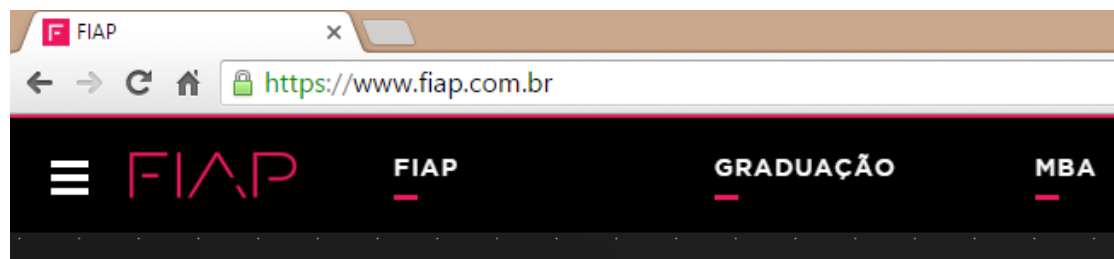 FIAP
https://www.fiap.com.br
FIAP FIAP GRADUAÇÃO MBA